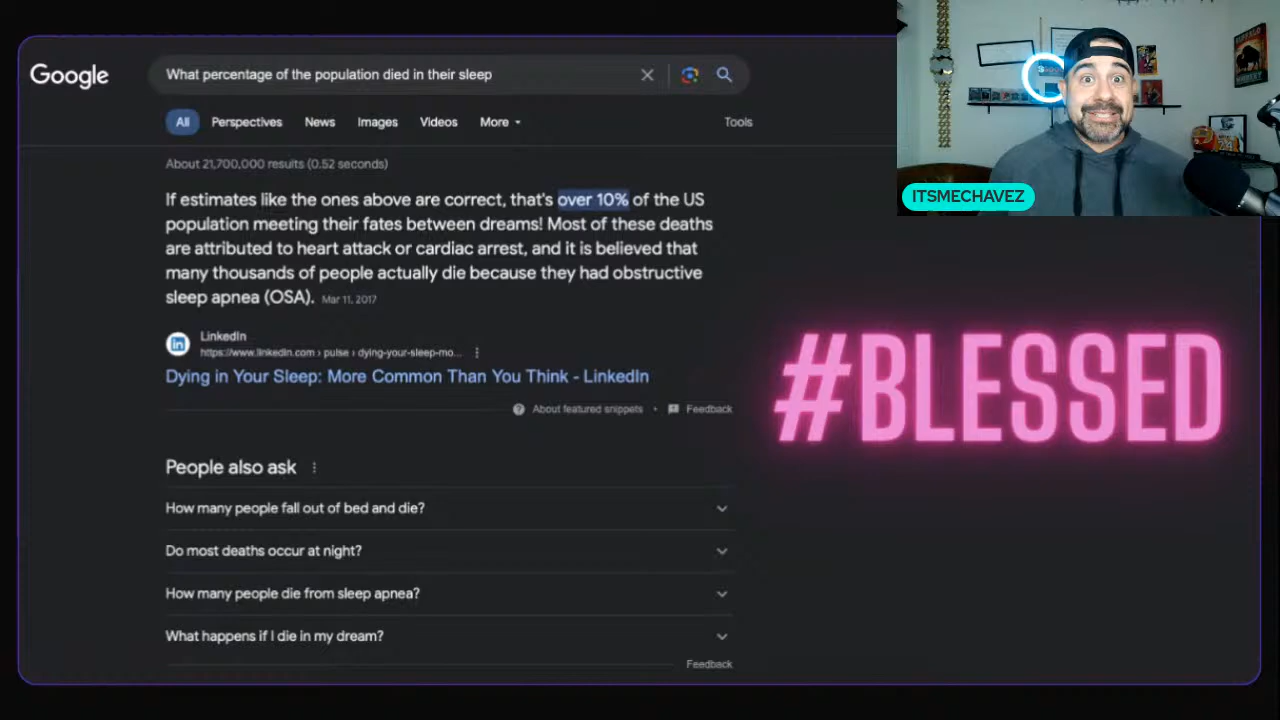 Google
What percentage of the population died in their sleep
All Perspectives News Images Videos More Tools
About 21,700,000 results (0.52 seconds)
If estimates like the ones above are correct, that's over 10% of the US
population meeting their fates between dreams! Most of these deaths
are attributed to heart attack or cardiac arrest, and it is believed that
many thousands of people actually die because they had obstructive
sleep apnea (OSA). Mar 11, 2017
LinkedIn
https://www.linkedin.com › pulse › dying-your-sleep-mo...
Dying in Your Sleep: More Common Than You Think - LinkedIn
About featured snippets • Feedback
People also ask
How many people fall out of bed and die?
Do most deaths occur at night?
How many people die from sleep apnea?
What happens if I die in my dream?
Feedback
ITSMECHAVEZ
#BLESSED